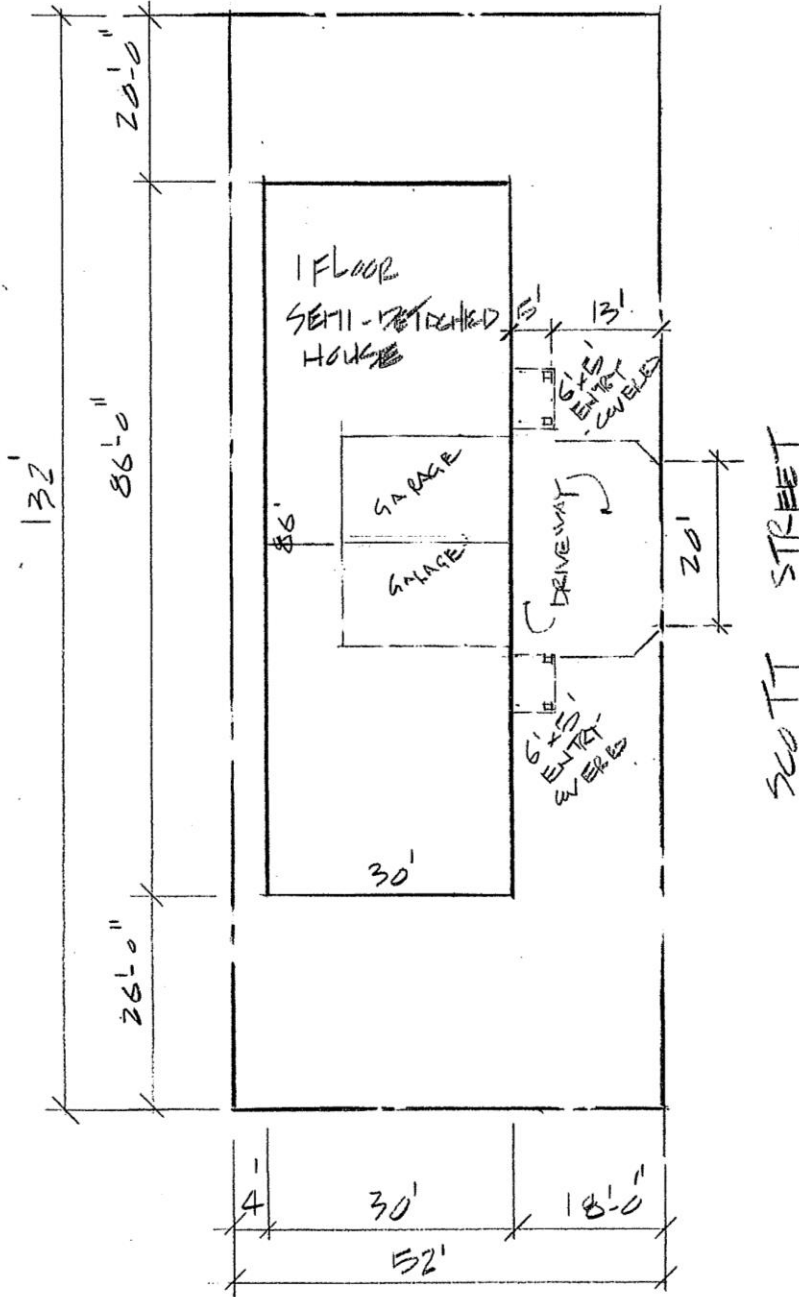 20'-0"
132'
86'-0"
26'-0"
1 FLOOR
SEMI-DETACHED
HOUSE
5'
13'
6'x5'
ENTRY
COVERED
GARAGE
GARAGE
86'
DRIVEWAY
20'
6'x5'
ENTRY
COVERED
30'
SCOTT STREET
4'
30'
18'-0"
52'